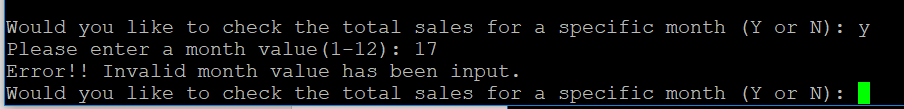 Would you like to check the total sales for a specific month (Y or N): y
Please enter a month value(1-12): 17
Error!! Invalid month value has been input.
Would you like to check the total sales for a specific month (Y or N):